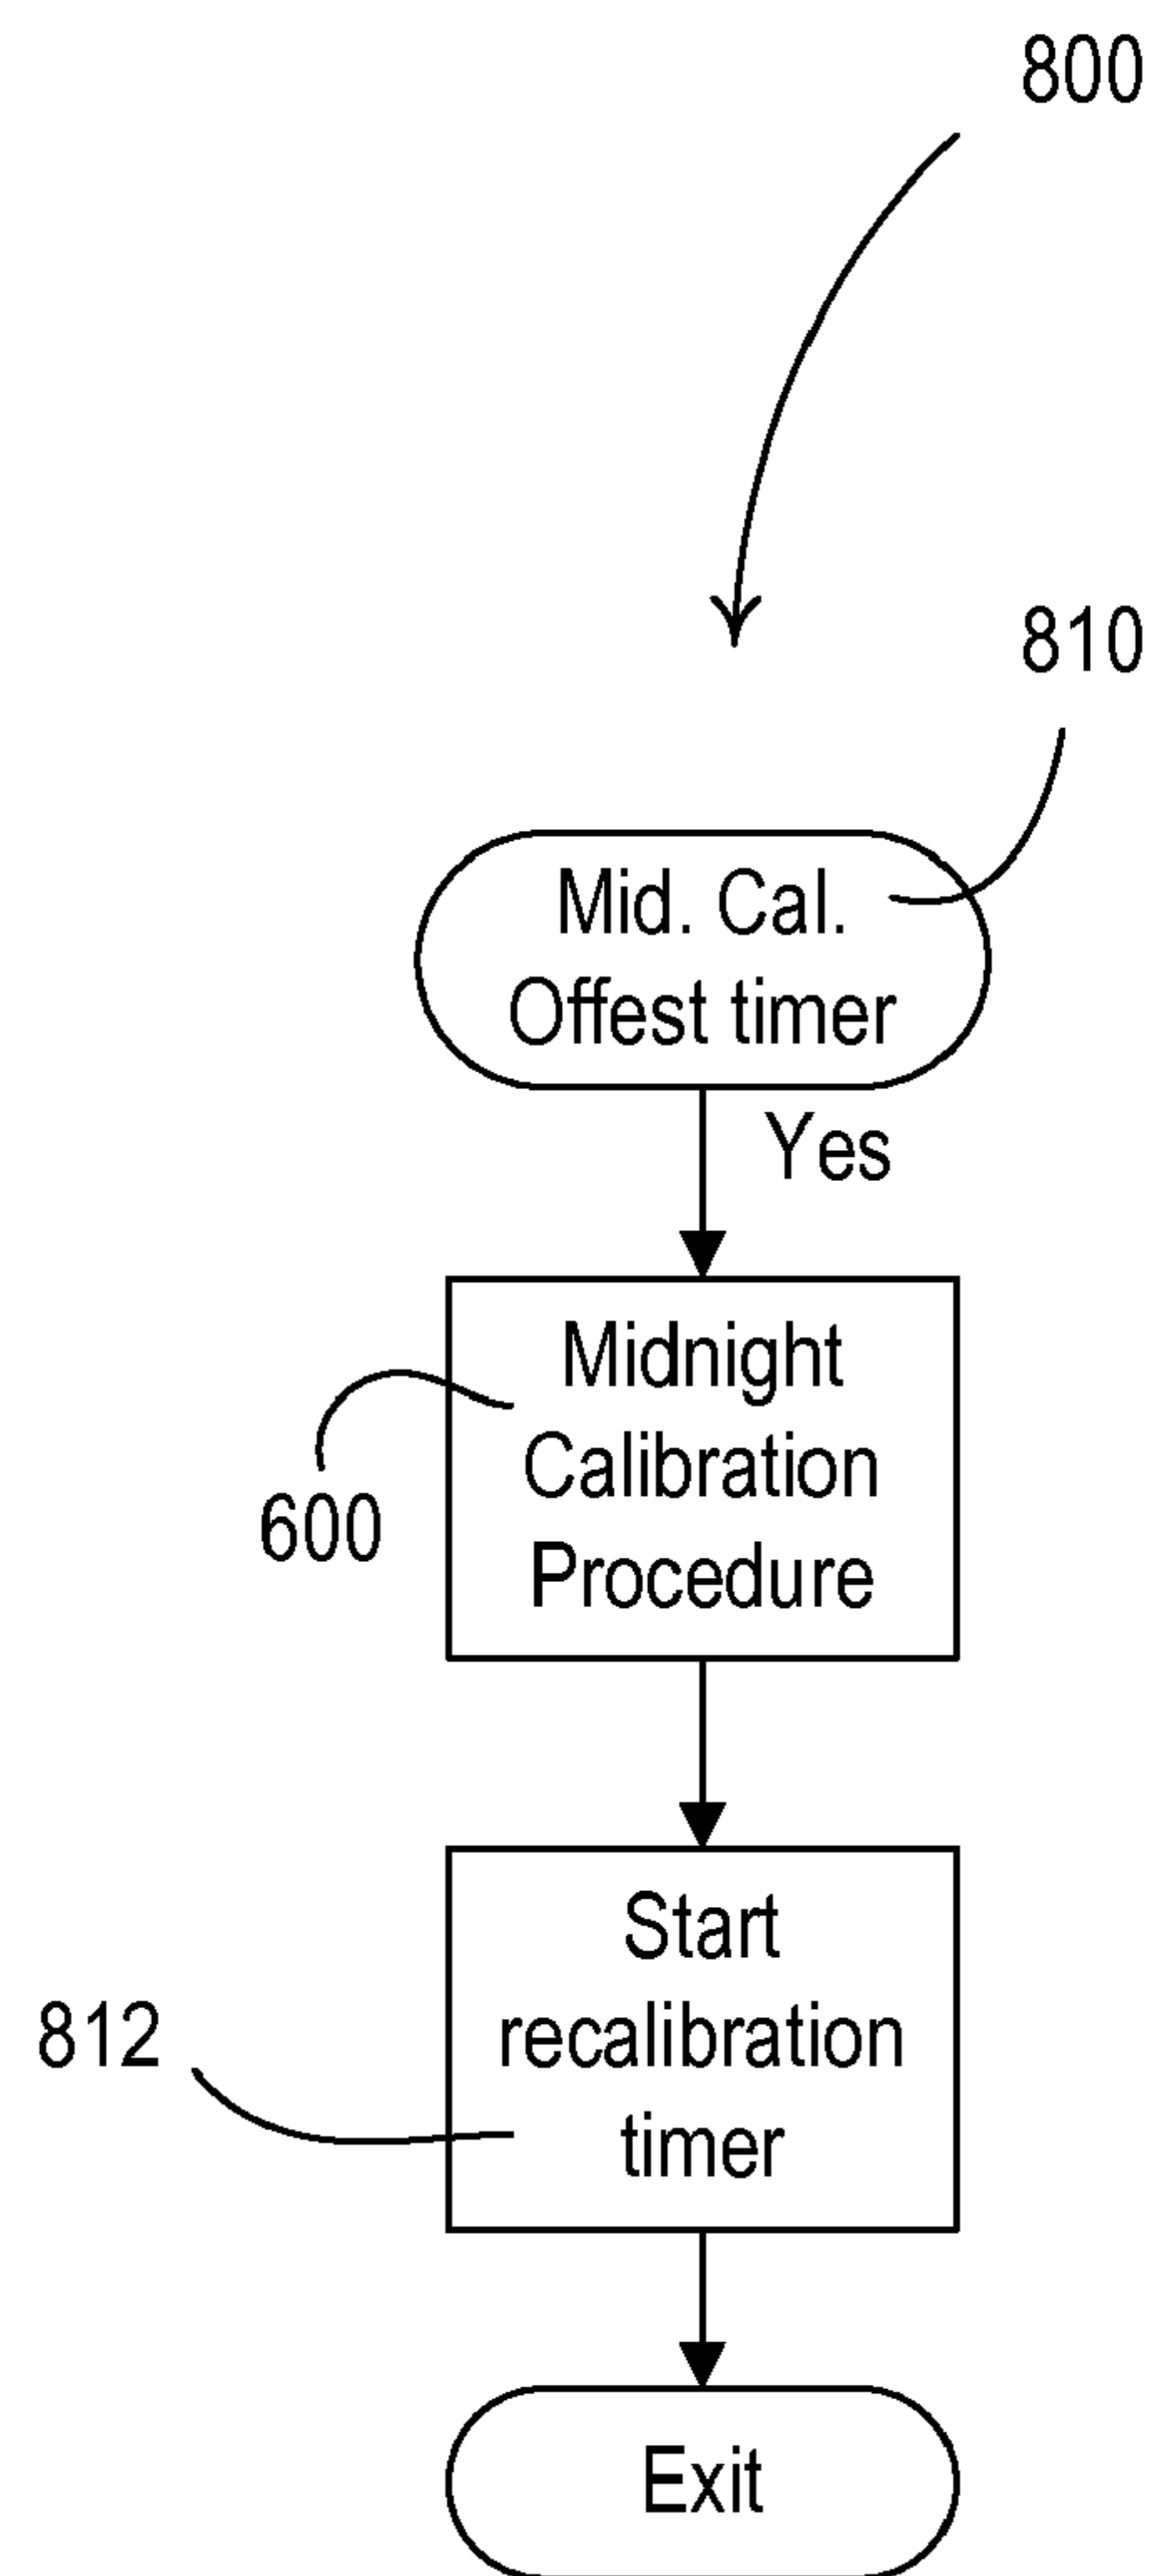 800
810
Mid. Cal.
Offest timer
Yes
Midnight
Calibration
Procedure
600
Start
recalibration
timer
812
Exit